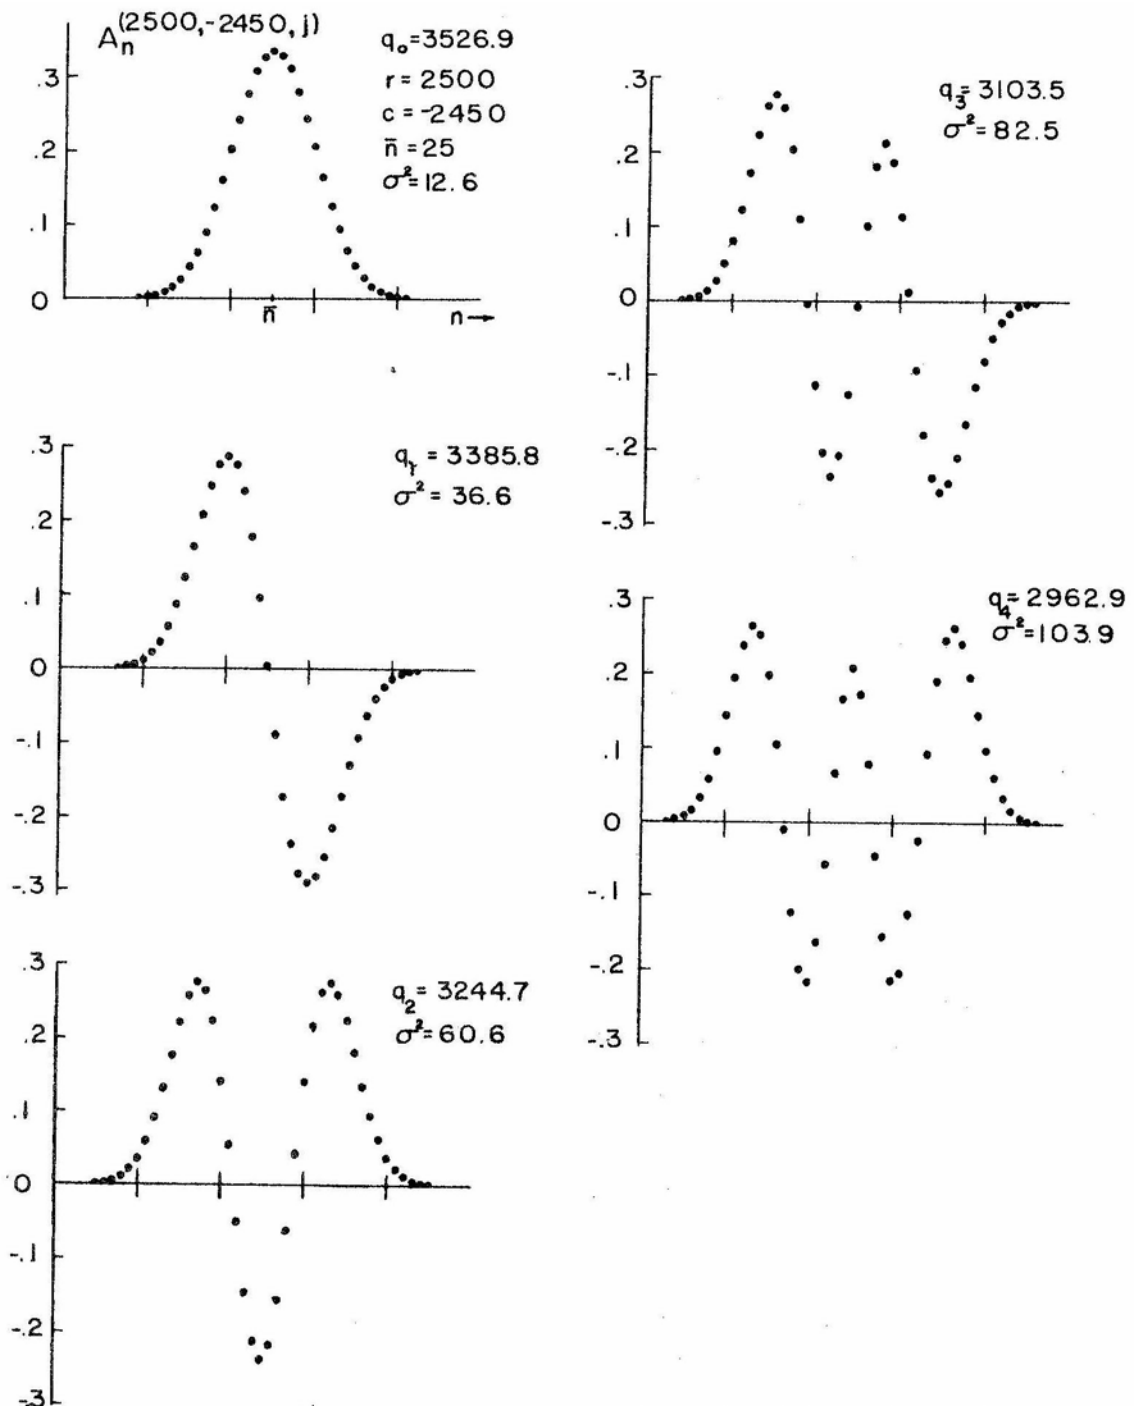 A_n^(2500,-2450,j)
q₀=3526.9
r = 2500
c = -2450
n̄ = 25
σ²=12.6
.3
.2
.1
0
n̄
n→
.3
.2
.1
0
-.1
-.2
-.3
q₁ = 3385.8
σ² = 36.6
.3
.2
.1
0
-.1
-.2
-.3
q₂ = 3244.7
σ²=60.6
.3
.2
.1
0
-.1
-.2
-.3
q₃= 3103.5
σ²=82.5
.3
.2
.1
0
-.1
-.2
-.3
q₄= 2962.9
σ²=103.9